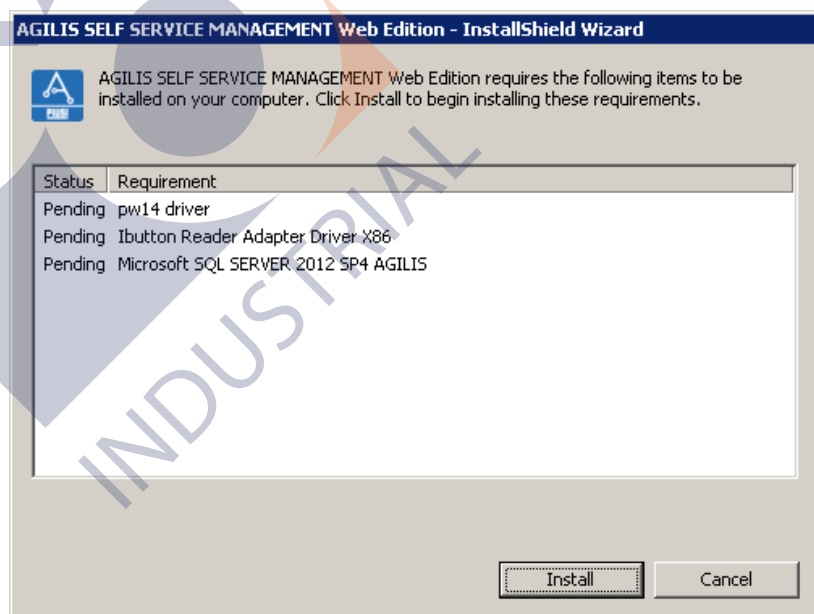 AGILIS SELF SERVICE MANAGEMENT Web Edition - InstallShield Wizard
AGILIS SELF SERVICE MANAGEMENT Web Edition requires the following items to be
installed on your computer. Click Install to begin installing these requirements.
Status Requirement
Pending pw14 driver
Pending Ibutton Reader Adapter Driver X86
Pending Microsoft SQL SERVER 2012 SP4 AGILIS
INDUSTRIAL
Install Cancel